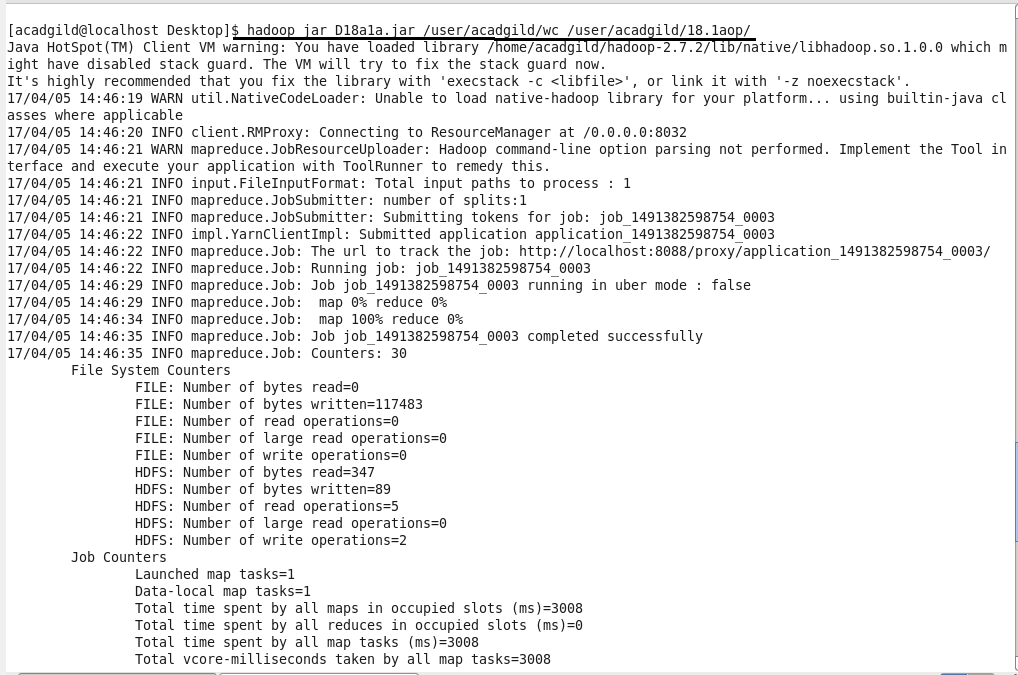 [acadgild@localhost Desktop]$ hadoop jar D18a1a.jar /user/acadgild/wc /user/acadgild/18.1aop/
Java HotSpot(TM) Client VM warning: You have loaded library /home/acadgild/hadoop-2.7.2/lib/native/libhadoop.so.1.0.0 which m
ight have disabled stack guard. The VM will try to fix the stack guard now.
It's highly recommended that you fix the library with 'execstack -c <libfile>', or link it with '-z noexecstack'.
17/04/05 14:46:19 WARN util.NativeCodeLoader: Unable to load native-hadoop library for your platform... using builtin-java cl
asses where applicable
17/04/05 14:46:20 INFO client.RMProxy: Connecting to ResourceManager at /0.0.0.0:8032
17/04/05 14:46:21 WARN mapreduce.JobResourceUploader: Hadoop command-line option parsing not performed. Implement the Tool in
terface and execute your application with ToolRunner to remedy this.
17/04/05 14:46:21 INFO input.FileInputFormat: Total input paths to process : 1
17/04/05 14:46:21 INFO mapreduce.JobSubmitter: number of splits:1
17/04/05 14:46:21 INFO mapreduce.JobSubmitter: Submitting tokens for job: job_1491382598754_0003
17/04/05 14:46:22 INFO impl.YarnClientImpl: Submitted application application_1491382598754_0003
17/04/05 14:46:22 INFO mapreduce.Job: The url to track the job: http://localhost:8088/proxy/application_1491382598754_0003/
17/04/05 14:46:22 INFO mapreduce.Job: Running job: job_1491382598754_0003
17/04/05 14:46:29 INFO mapreduce.Job: Job job_1491382598754_0003 running in uber mode : false
17/04/05 14:46:29 INFO mapreduce.Job:  map 0% reduce 0%
17/04/05 14:46:34 INFO mapreduce.Job:  map 100% reduce 0%
17/04/05 14:46:35 INFO mapreduce.Job: Job job_1491382598754_0003 completed successfully
17/04/05 14:46:35 INFO mapreduce.Job: Counters: 30
File System Counters
FILE: Number of bytes read=0
FILE: Number of bytes written=117483
FILE: Number of read operations=0
FILE: Number of large read operations=0
FILE: Number of write operations=0
HDFS: Number of bytes read=347
HDFS: Number of bytes written=89
HDFS: Number of read operations=5
HDFS: Number of large read operations=0
HDFS: Number of write operations=2
Job Counters
Launched map tasks=1
Data-local map tasks=1
Total time spent by all maps in occupied slots (ms)=3008
Total time spent by all reduces in occupied slots (ms)=0
Total time spent by all map tasks (ms)=3008
Total vcore-milliseconds taken by all map tasks=3008